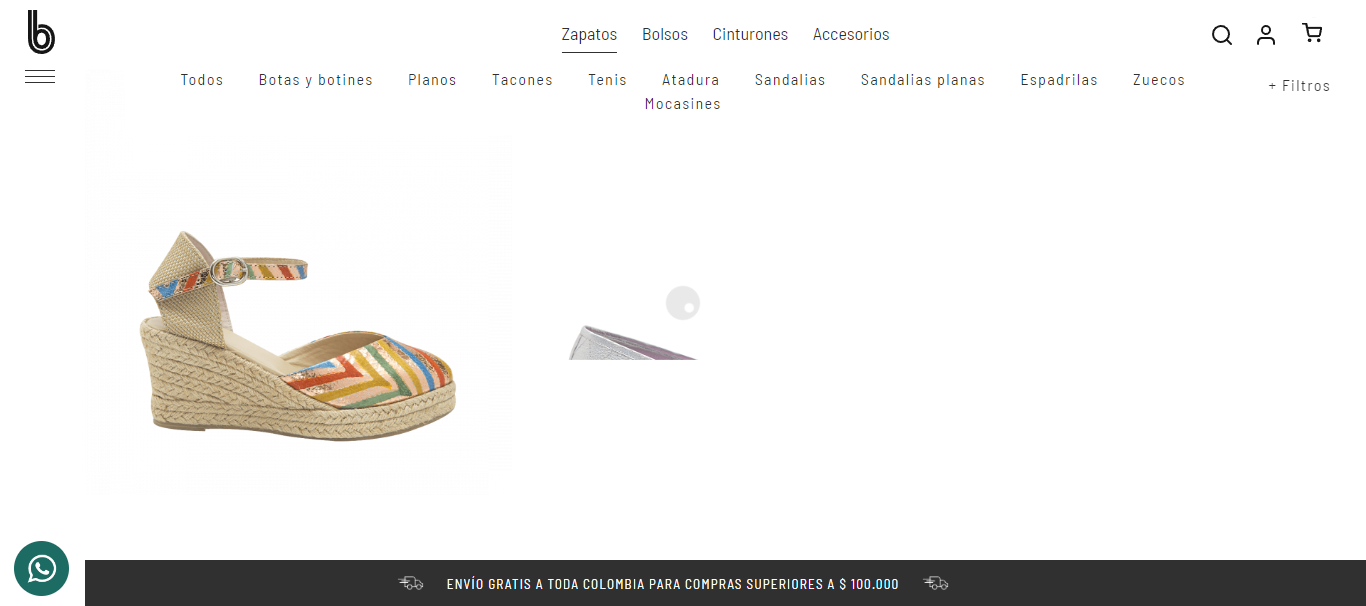 b
Zapatos Bolsos Cinturones Accesorios
Todos Botas y botines Planos Tacones Tenis Atadura Sandalias Sandalias planas Espadrilas Zuecos
+ Filtros
Mocasines
ENVÍO GRATIS A TODA COLOMBIA PARA COMPRAS SUPERIORES A $ 100.000